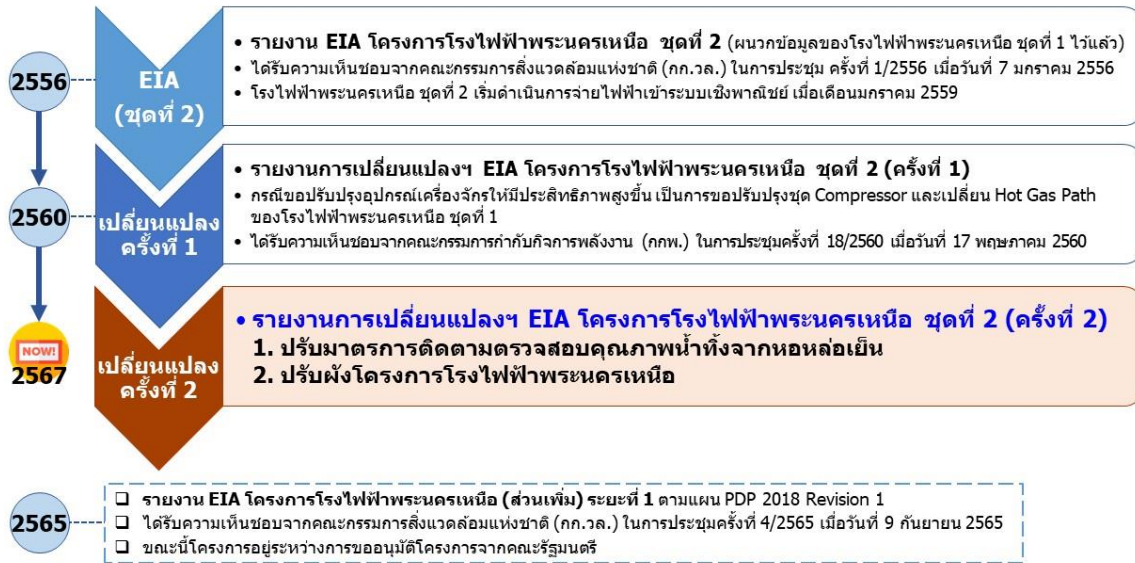 2556
EIA
(ชุดที่ 2)
• รายงาน EIA โครงการโรงไฟฟ้าพระนครเหนือ ชุดที่ 2 (ผนวกข้อมูลของโรงไฟฟ้าพระนครเหนือ ชุดที่ 1 ไว้แล้ว)
• ได้รับความเห็นชอบจากคณะกรรมการสิ่งแวดล้อมแห่งชาติ (กก.วล.) ในการประชุม ครั้งที่ 1/2556 เมื่อวันที่ 7 มกราคม 2556
• โรงไฟฟ้าพระนครเหนือ ชุดที่ 2 เริ่มดำเนินการจ่ายไฟฟ้าเข้าระบบเชิงพาณิชย์ เมื่อเดือนมกราคม 2559
2560
เปลี่ยนแปลง
ครั้งที่ 1
• รายงานการเปลี่ยนแปลงฯ EIA โครงการโรงไฟฟ้าพระนครเหนือ ชุดที่ 2 (ครั้งที่ 1)
• กรณีขอปรับปรุงอุปกรณ์เครื่องจักรให้มีประสิทธิภาพสูงขึ้น เป็นการขอปรับปรุงชุด Compressor และเปลี่ยน Hot Gas Path
ของโรงไฟฟ้าพระนครเหนือ ชุดที่ 1
• ได้รับความเห็นชอบจากคณะกรรมการกำกับกิจการพลังงาน (กกพ.) ในการประชุมครั้งที่ 18/2560 เมื่อวันที่ 17 พฤษภาคม 2560
NOW!
2567
เปลี่ยนแปลง
ครั้งที่ 2
• รายงานการเปลี่ยนแปลงฯ EIA โครงการโรงไฟฟ้าพระนครเหนือ ชุดที่ 2 (ครั้งที่ 2)
1. ปรับมาตรการติดตามตรวจสอบคุณภาพน้ำทิ้งจากหอหล่อเย็น
2. ปรับผังโครงการโรงไฟฟ้าพระนครเหนือ
2565
❑ รายงาน EIA โครงการโรงไฟฟ้าพระนครเหนือ (ส่วนเพิ่ม) ระยะที่ 1 ตามแผน PDP 2018 Revision 1
❑ ได้รับความเห็นชอบจากคณะกรรมการสิ่งแวดล้อมแห่งชาติ (กก.วล.) ในการประชุมครั้งที่ 4/2565 เมื่อวันที่ 9 กันยายน 2565
❑ ขณะนี้โครงการอยู่ระหว่างการขออนุมัติโครงการจากคณะรัฐมนตรี